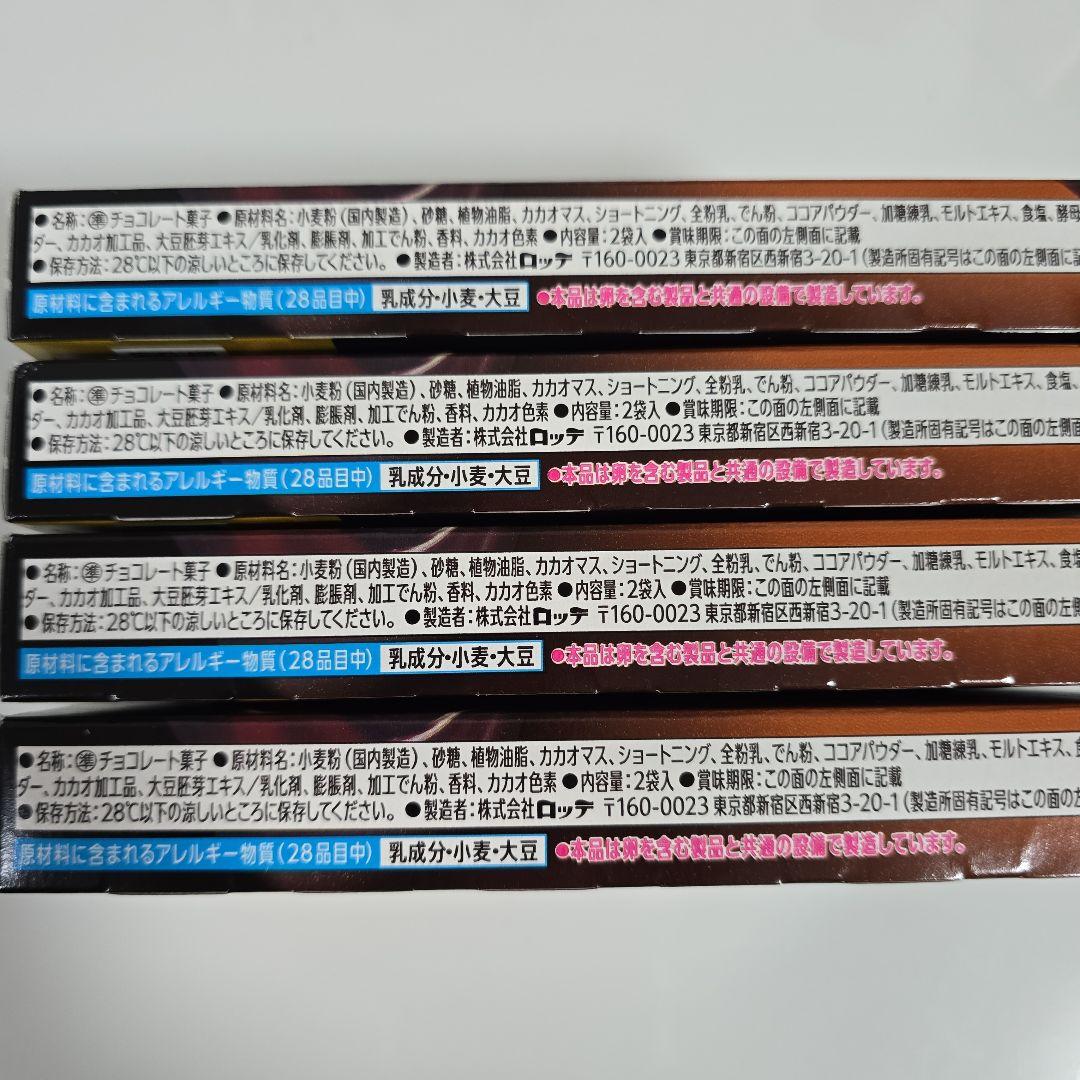 ●名称：㊜チョコレート菓子 ●原材料名：小麦粉（国内製造）、砂糖、植物油脂、カカオマス、ショートニング、全粉乳、でん粉、ココアパウダー、加糖練乳、モルトエキス、食塩、酵母
ダー、カカオ加工品、大豆胚芽エキス／乳化剤、膨脹剤、加工でん粉、香料、カカオ色素 ●内容量：2袋入 ●賞味期限：この面の左側面に記載
●保存方法：28℃以下の涼しいところに保存してください。 ●製造者：株式会社ロッテ 〒160-0023 東京都新宿区西新宿3-20-1（製造所固有記号はこの面の左側面に
原材料に含まれるアレルギー物質（28品目中） 乳成分・小麦・大豆 ●本品は卵を含む製品と共通の設備で製造しています。
●名称：チョコレート菓子 ●原材料名：小麦粉（国内製造）、砂糖、植物油脂、カカオマス、ショートニング、全粉乳、でん粉、ココアパウダー、加糖練乳、モルトエキス、食塩、
ダー、カカオ加工品、大豆胚芽エキス／乳化剤、膨脹剤、加工でん粉、香料、カカオ色素 ●内容量：2袋入 ●賞味期限：この面の左側面に記載
●保存方法：28℃以下の涼しいところに保存してください。 ●製造者：株式会社ロッテ 〒160-0023 東京都新宿区西新宿3-20-1（製造所固有記号はこの面の左側面
原材料に含まれるアレルギー物質（28品目中） 乳成分・小麦・大豆 ●本品は卵を含む製品と共通の設備で製造しています。
●名称：チョコレート菓子 ●原材料名：小麦粉（国内製造）、砂糖、植物油脂、カカオマス、ショートニング、全粉乳、でん粉、ココアパウダー、加糖練乳、モルトエキス、食塩
ダー、カカオ加工品、大豆胚芽エキス／乳化剤、膨脹剤、加工でん粉、香料、カカオ色素 ●内容量：2袋入 ●賞味期限：この面の左側面に記載
●保存方法：28℃以下の涼しいところに保存してください。 ●製造者：株式会社ロッテ 〒160-0023 東京都新宿区西新宿3-20-1（製造所固有記号はこの面の左側面
原材料に含まれるアレルギー物質（28品目中） 乳成分・小麦・大豆 ●本品は卵を含む製品と共通の設備で製造しています。
●名称：チョコレート菓子 ●原材料名：小麦粉（国内製造）、砂糖、植物油脂、カカオマス、ショートニング、全粉乳、でん粉、ココアパウダー、加糖練乳、モルトエキス、
ダー、カカオ加工品、大豆胚芽エキス／乳化剤、膨脹剤、加工でん粉、香料、カカオ色素 ●内容量：2袋入 ●賞味期限：この面の左側面に記載
●保存方法：28℃以下の涼しいところに保存してください。 ●製造者：株式会社ロッテ 〒160-0023 東京都新宿区西新宿3-20-1（製造所固有記号はこの面の
原材料に含まれるアレルギー物質（28品目中） 乳成分・小麦・大豆 ●本品は卵を含む製品と共通の設備で製造しています。